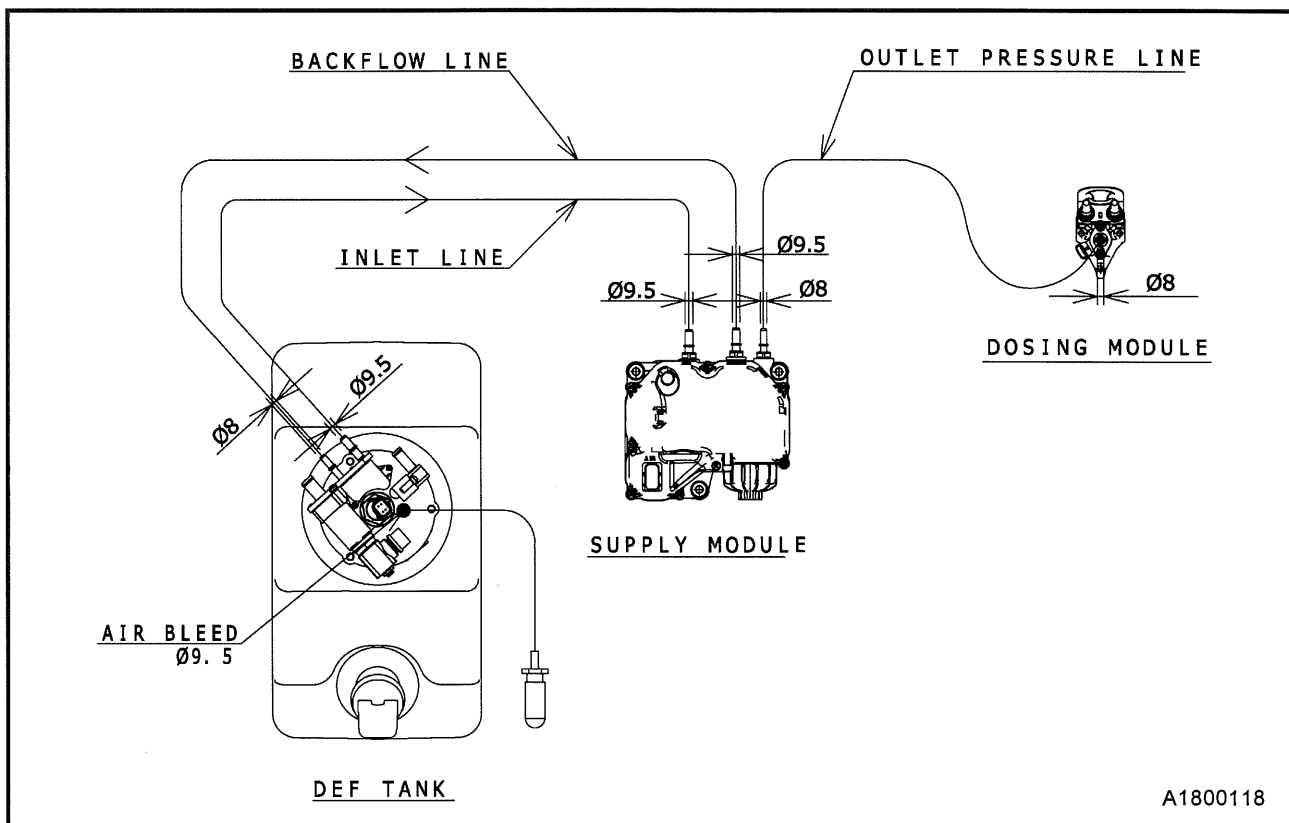 BACKFLOW LINE
OUTLET PRESSURE LINE
INLET LINE
Ø9.5
Ø9.5
Ø8
Ø8
DOSING MODULE
Ø9.5
Ø8
SUPPLY MODULE
AIR BLEED
Ø9.5
DEF TANK
A1800118